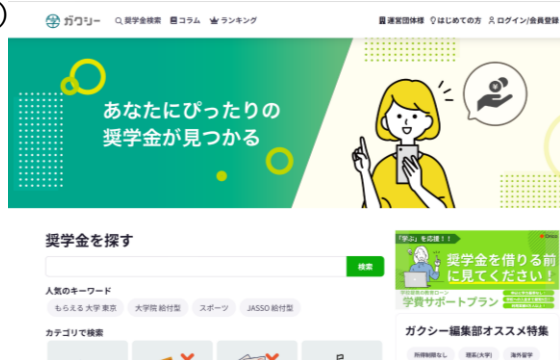 ガクシー
奨学金検索 コラム ランキング
運営団体様 はじめての方 ログイン/会員登録
あなたにぴったりの
奨学金が見つかる
奨学金を探す
検索
人気のキーワード
もらえる 大学 東京 大学院 給付型 スポーツ JASSO 給付型
カテゴリで検索
「学ぶ」を応援！！
奨学金を借りる前
に見てください！
学費サポートプラン
ガクシー編集部オススメ特集
所得制限なし 関系(大学) 海外留学